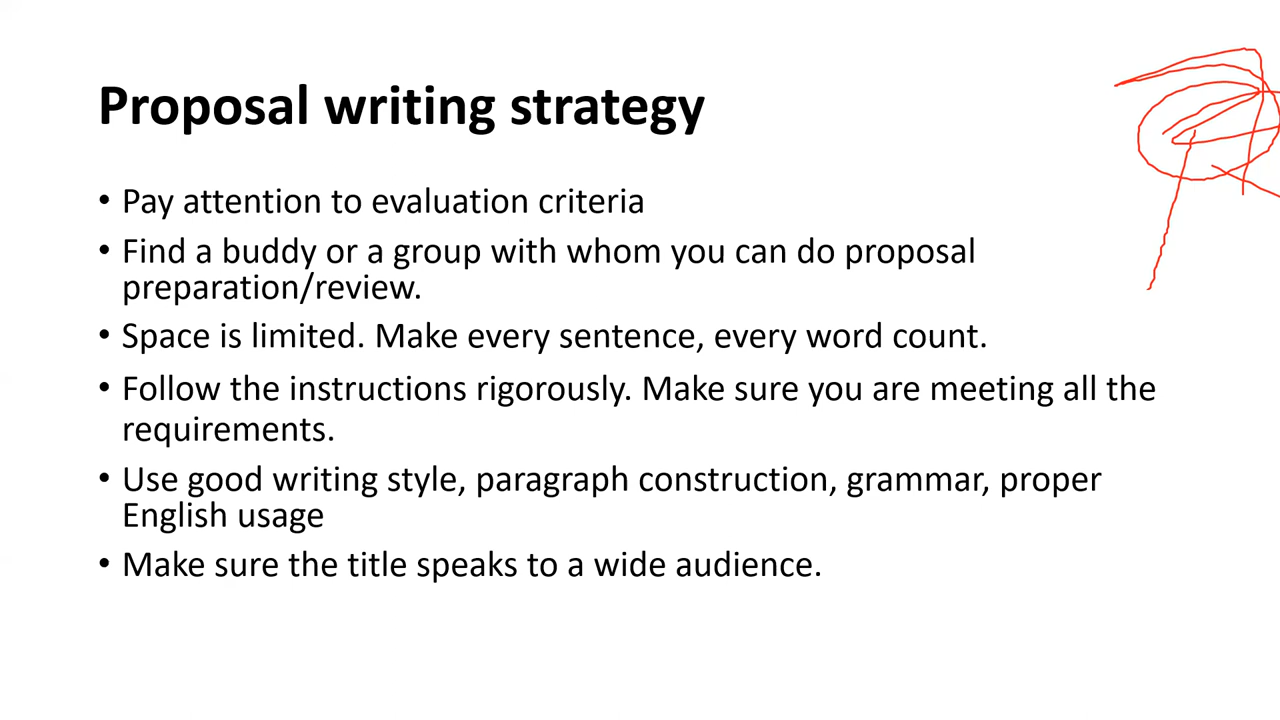 Proposal writing strategy
• Pay attention to evaluation criteria
• Find a buddy or a group with whom you can do proposal
preparation/review.
• Space is limited. Make every sentence, every word count.
• Follow the instructions rigorously. Make sure you are meeting all the
requirements.
• Use good writing style, paragraph construction, grammar, proper
English usage
• Make sure the title speaks to a wide audience.